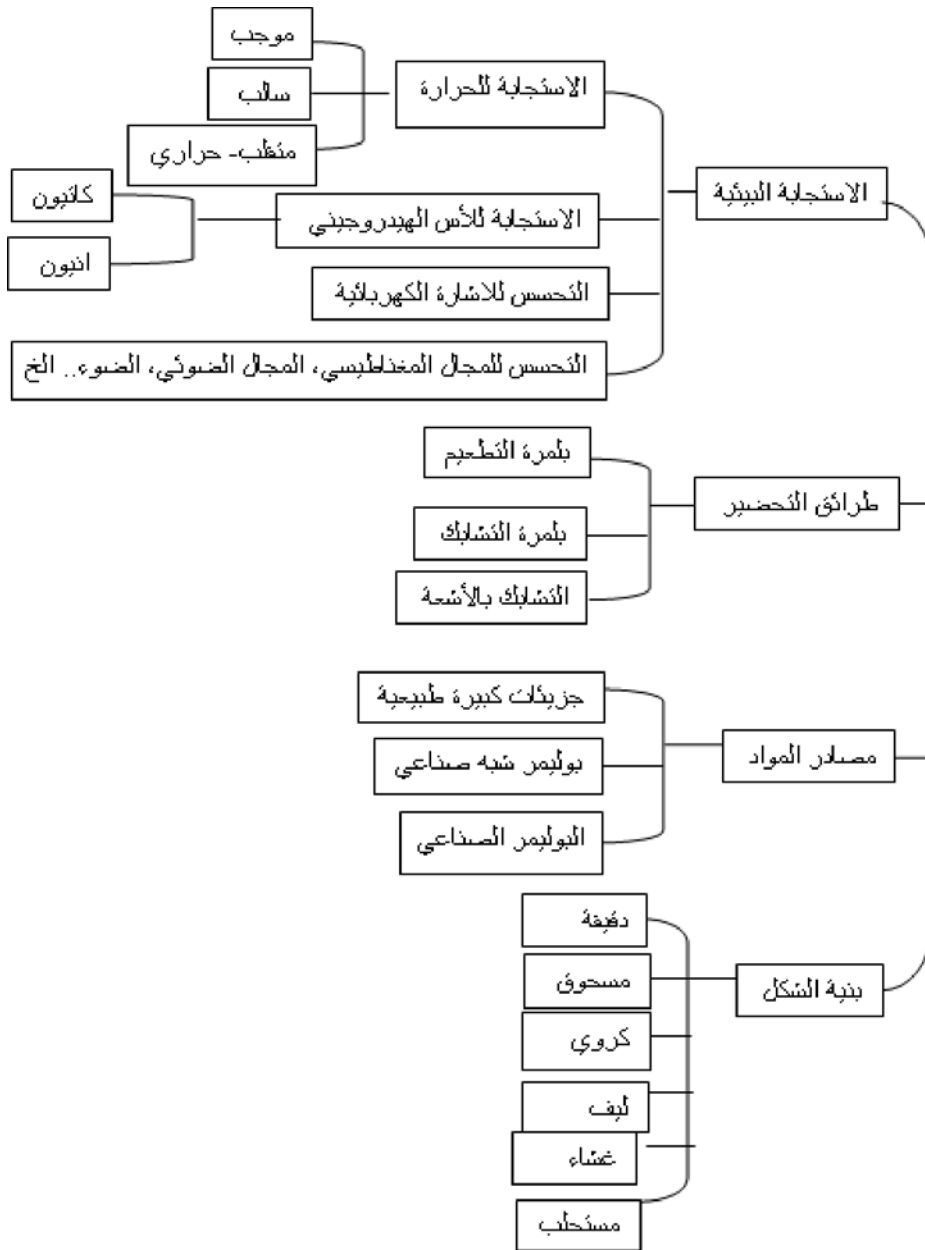 الاستجابة البيئية
الاستجابة للحرارة
موجب
سالب
متقلب- حراري
الاستجابة للأس الهيدروجيني
كاتيون
انيون
التحسس للاشارة الكهربائية
التحسس للمجال المغناطيسي، المجال الضوئي، الضوء.. الخ
طرائق التحضير
بلمرة التطعيم
بلمرة التشابك
التشابك بالأشعة
مصادر المواد
جزيئات كبيرة طبيعية
بوليمر شبه صناعي
البوليمر الصناعي
بنية الشكل
دقيقة
مسحوق
كروي
ليف
غشاء
مستحلب